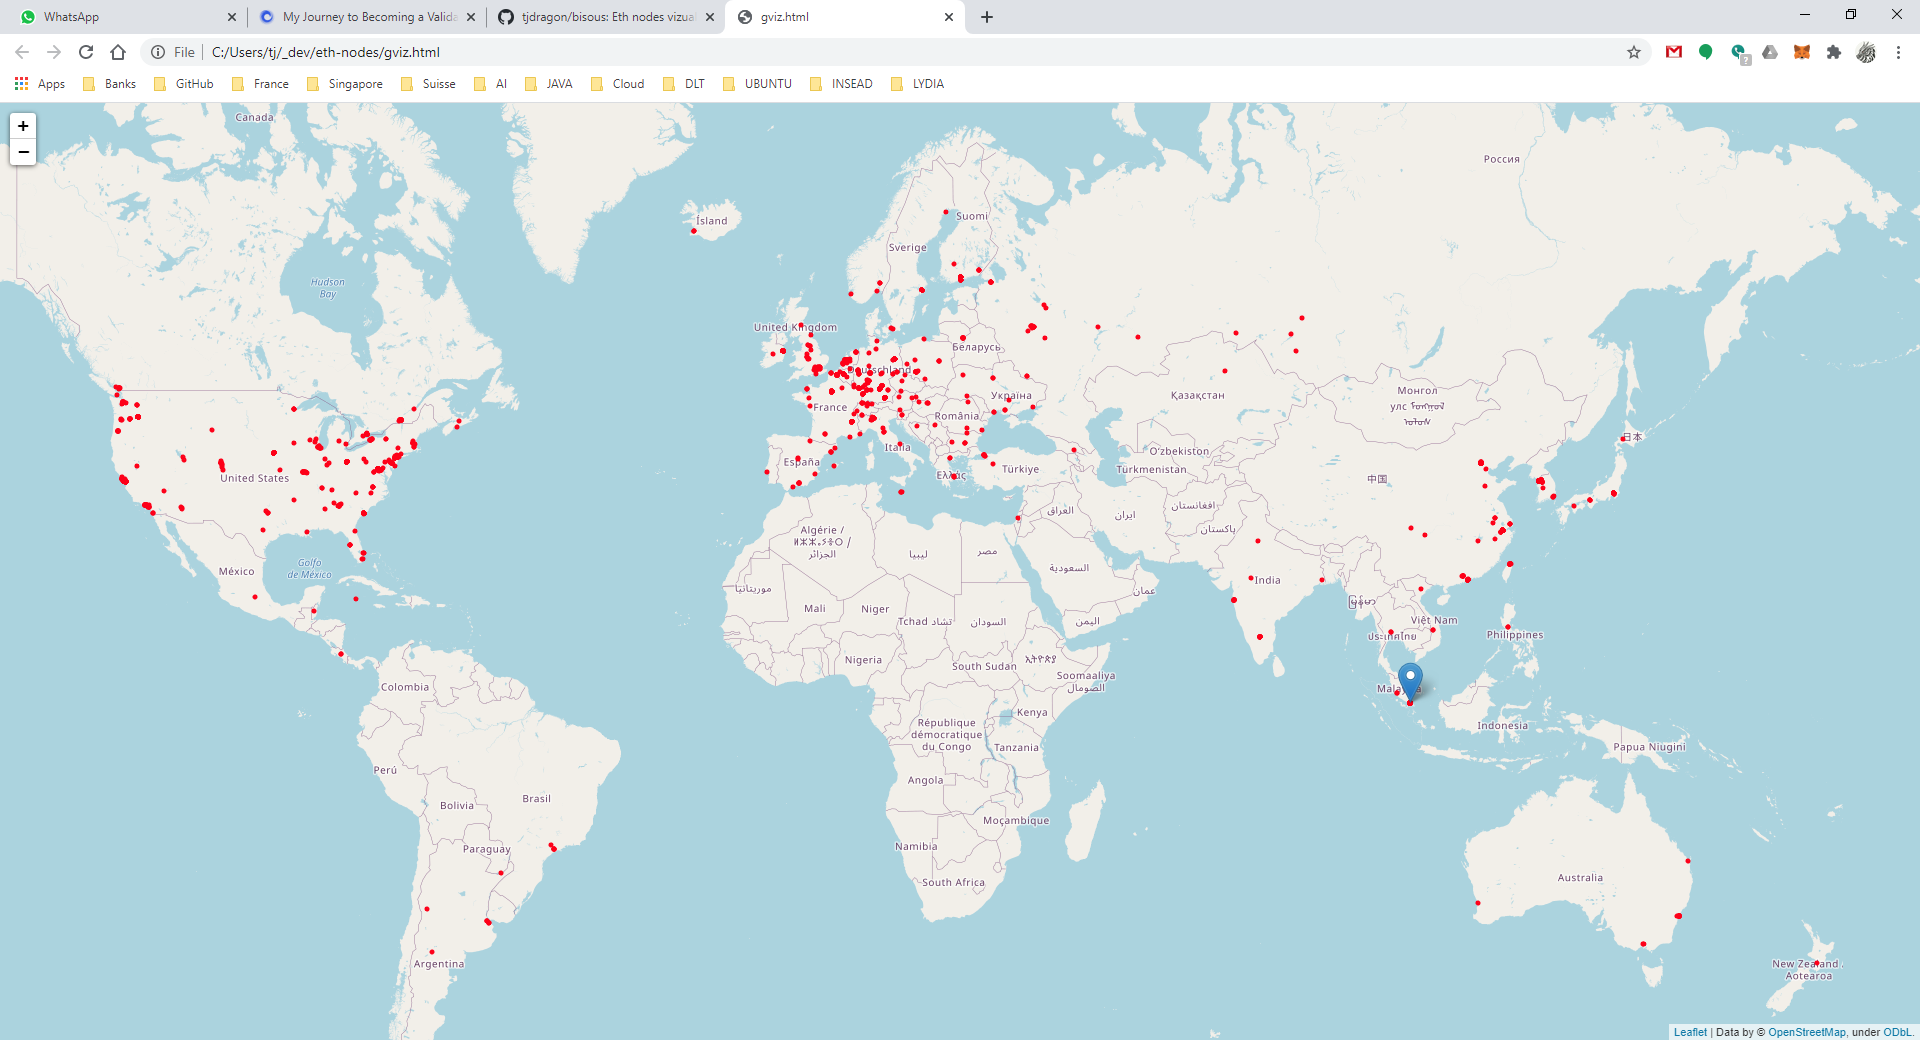 WhatsApp
My Journey to Becoming a Valida
tjdragon/bisous: Eth nodes vizual
gviz.html
File
C:/Users/tj/_dev/eth-nodes/gviz.html
?
Apps
Banks
GitHub
France
Singapore
Suisse
AI
JAVA
Cloud
DLT
UBUNTU
INSEAD
LYDIA
+
−
Canada
Россия
Ísland
Suomi
Sverige
Hudson
Bay
United Kingdom
Беларусь
Deutschland
Қазақстан
Монгол
улс
Україна
France
România
日本
Italia
O'zbekiston
España
Ελλάς
Türkiye
Türkmenistan
United States
中国
افغانستان
العراق
ایران
پاکستان
Algérie /
ⵍⵣⵣⴰⵢⴻⵔ /
الجزائر
ليبيا
مصر
Golfo
de México
México
السعودية
India
موريتانيا
عمان
Mali
Niger
Tchad تشاد
السودان
اليمن
မြန်မာ
Việt Nam
Philippines
ประเทศไทย
Nigeria
South Sudan
ኢትዮጵያ
Soomaaliya
الصومال
Colombia
Malaysia
Kenya
République
démocratique
du Congo
Indonesia
Tanzania
Papua Niugini
Perú
Angola
Brasil
Bolivia
Moçambique
Namibia
Paraguay
South Africa
Australia
Argentina
New Zealand
Aotearoa
Leaflet | Data by © OpenStreetMap, under ODbL.